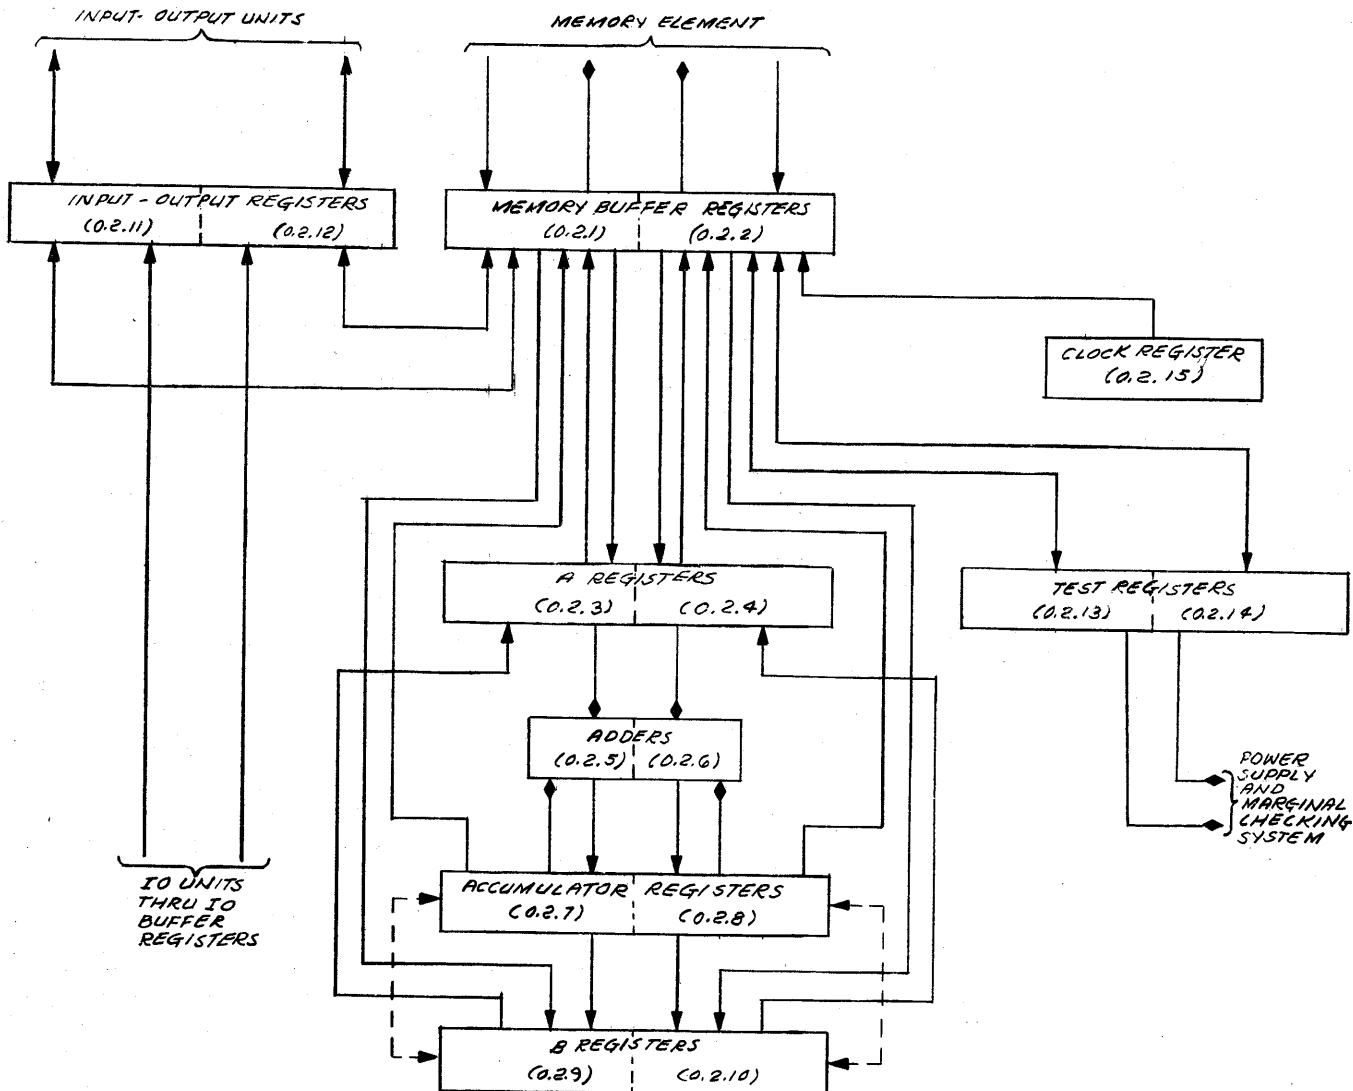 INPUT-OUTPUT UNITS
MEMORY ELEMENT
INPUT-OUTPUT REGISTERS
(0.2.11)
(0.2.12)
MEMORY BUFFER REGISTERS
(0.2.1)
(0.2.2)
CLOCK REGISTER
(0.2.15)
A REGISTERS
(0.2.3)
(0.2.4)
TEST REGISTERS
(0.2.13)
(0.2.14)
ADDERS
(0.2.5)
(0.2.6)
POWER
SUPPLY
AND
MARGINAL
CHECKING
SYSTEM
IO UNITS
THRU IO
BUFFER
REGISTERS
ACCUMULATOR REGISTERS
(0.2.7)
(0.2.8)
B REGISTERS
(0.2.9)
(0.2.10)